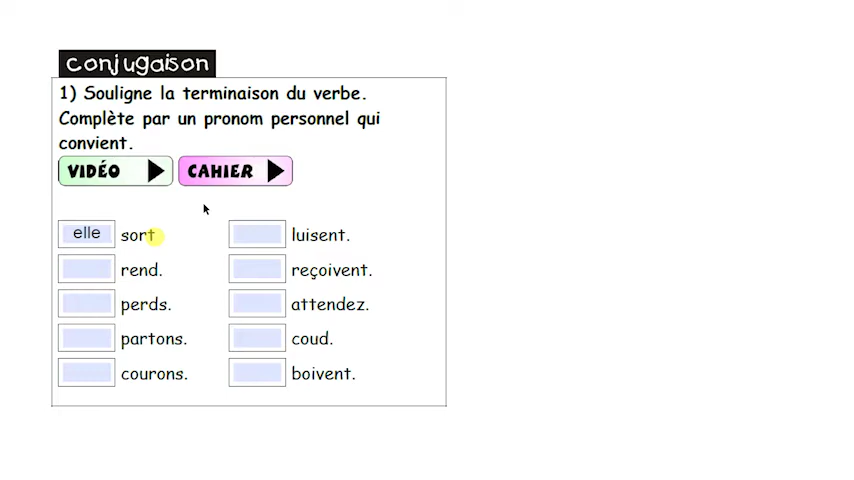 conjugaison
1) Souligne la terminaison du verbe.
Complète par un pronom personnel qui
convient.
VIDÉO CAHIER
elle sort luisent.
rend. reçoivent.
perds. attendez.
partons. coud.
courons. boivent.